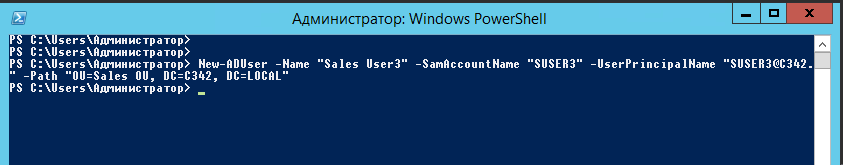 Администратор: Windows PowerShell
PS C:\Users\Администратор>
PS C:\Users\Администратор>
PS C:\Users\Администратор> New-ADUser -Name "Sales User3" -SamAccountName "SUSER3" -UserPrincipalName "SUSER3@C342.
" -Path "OU=Sales OU, DC=C342, DC=LOCAL"
PS C:\Users\Администратор>